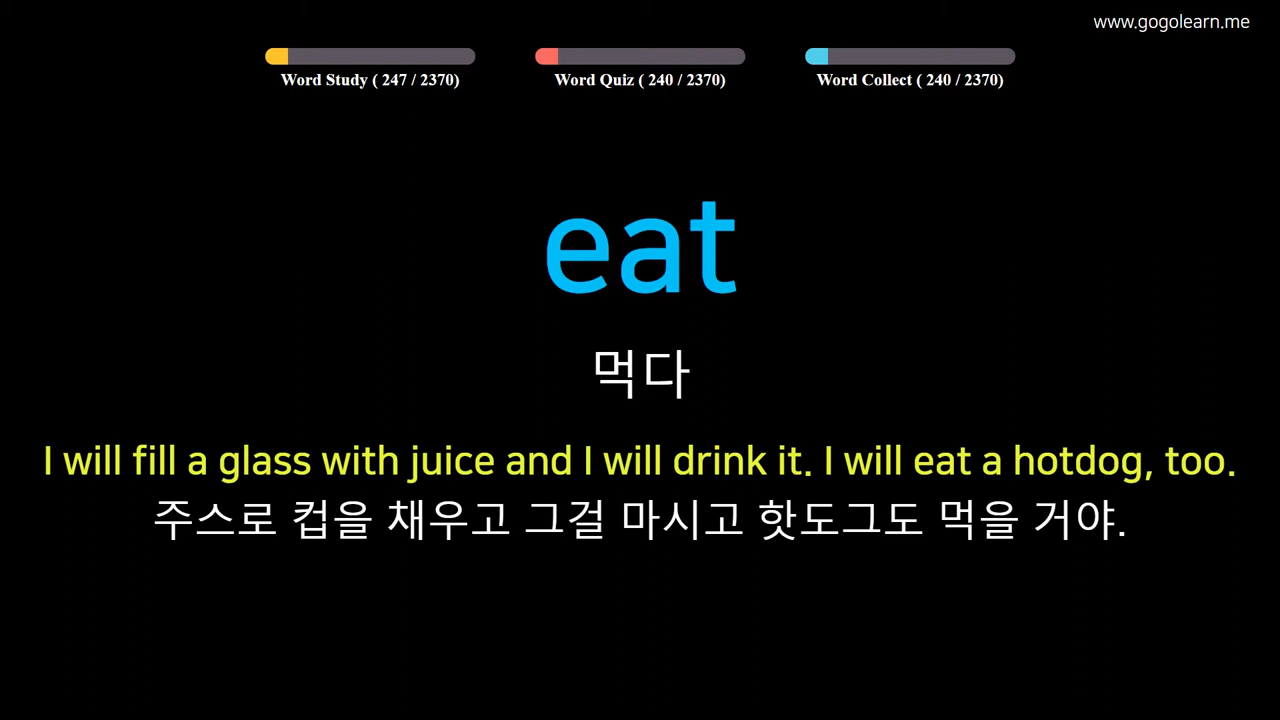 www.gogolearn.me
Word Study ( 247 / 2370)
Word Quiz ( 240 / 2370)
Word Collect ( 240 / 2370)
eat
먹다
I will fill a glass with juice and I will drink it. I will eat a hotdog, too.
주스로 컵을 채우고 그걸 마시고 핫도그도 먹을 거야.